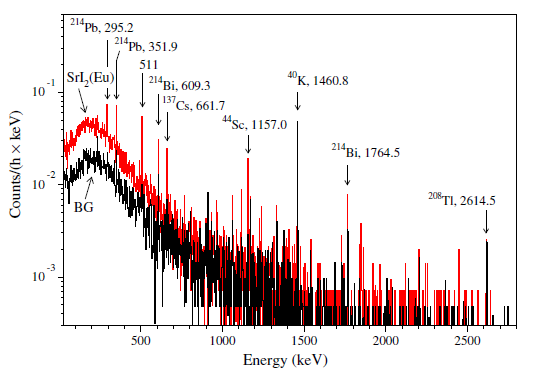 ²¹⁴Pb, 295.2
²¹⁴Pb, 351.9
511
SrI₂(Eu)
²¹⁴Bi, 609.3
¹³⁷Cs, 661.7
⁴⁰K, 1460.8
⁴⁴Sc, 1157.0
²¹⁴Bi, 1764.5
²⁰⁸Tl, 2614.5
BG
Counts/(h × keV)
10⁻¹
10⁻²
10⁻³
500 1000 1500 2000 2500
Energy (keV)